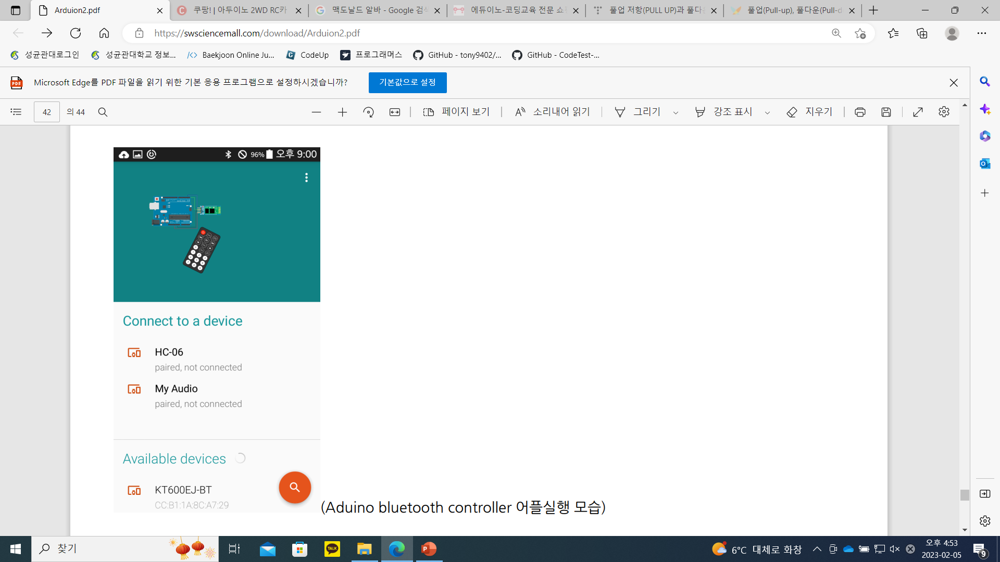 Arduion2.pdf
쿠팡! | 아두이노 2WD RC카
맥도날드 알바 - Google 검색
에듀이노-코딩교육 전문 쇼핑
풀업 저항(PULL UP)과 풀다운
풀업(Pull-up), 풀다운(Pull-d
https://swsciencemall.com/download/Arduion2.pdf
성균관대로그인
성균관대학교 정보...
Baekjoon Online Ju...
CodeUp
프로그래머스
GitHub - tony9402/...
GitHub - CodeTest-...
Microsoft Edge를 PDF 파일을 읽기 위한 기본 응용 프로그램으로 설정하시겠습니까?
기본값으로 설정
42 의 44
페이지 보기
소리내어 읽기
그리기
강조 표시
지우기
96% 오후 9:00
Connect to a device
HC-06
paired, not connected
My Audio
paired, not connected
Available devices
KT600EJ-BT
CC:B1:1A:8C:A7:29
(Aduino bluetooth controller 어플실행 모습)
찾기
TALK
6°C 대체로 화창
오후 4:53
2023-02-05
9